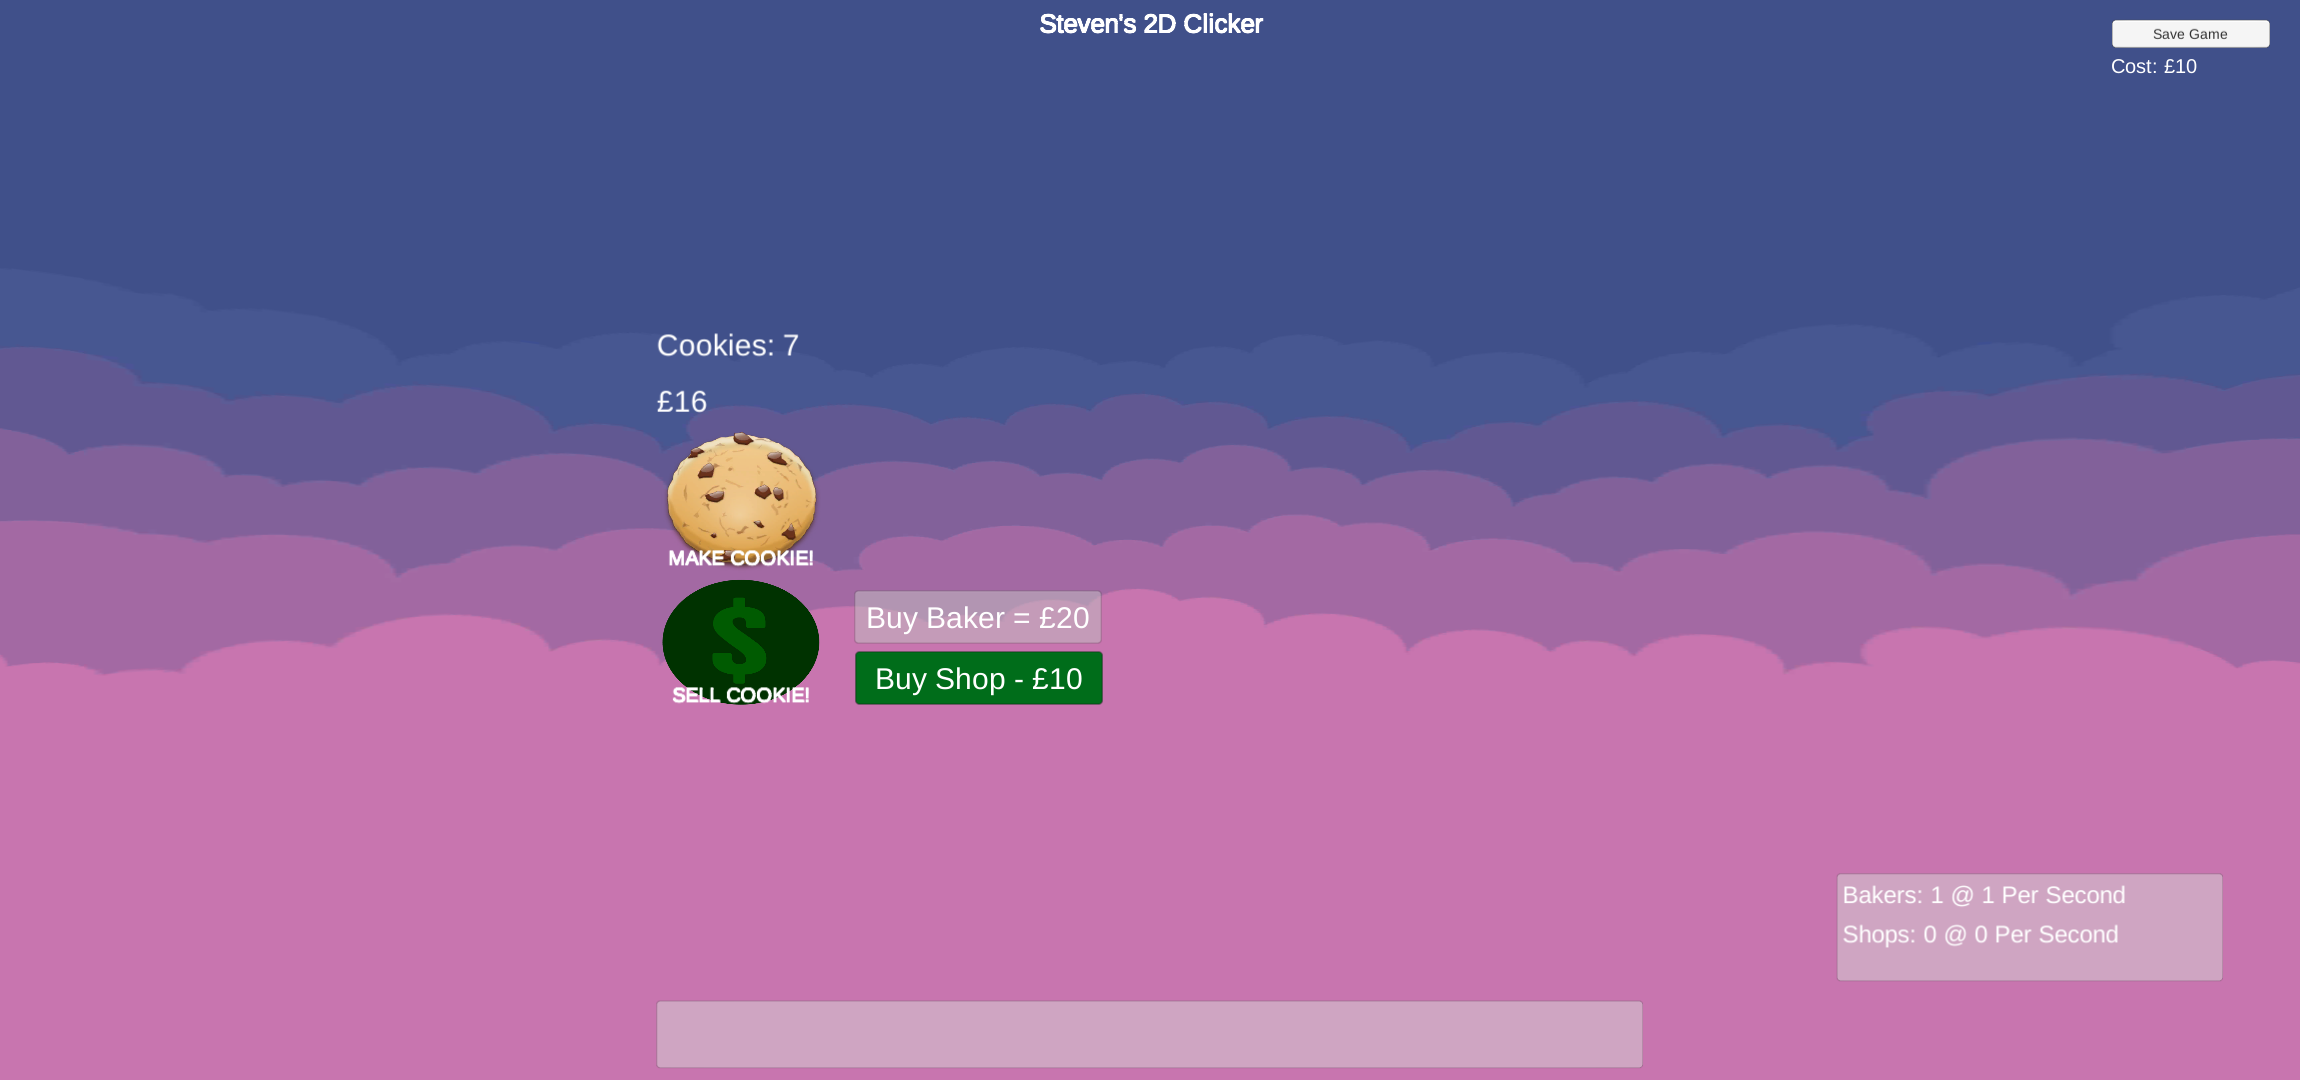 Steven's 2D Clicker
Save Game
Cost: £10
Cookies: 7
£16
MAKE COOKIE!
$
SELL COOKIE!
Buy Baker = £20
Buy Shop - £10
Bakers: 1 @ 1 Per Second
Shops: 0 @ 0 Per Second